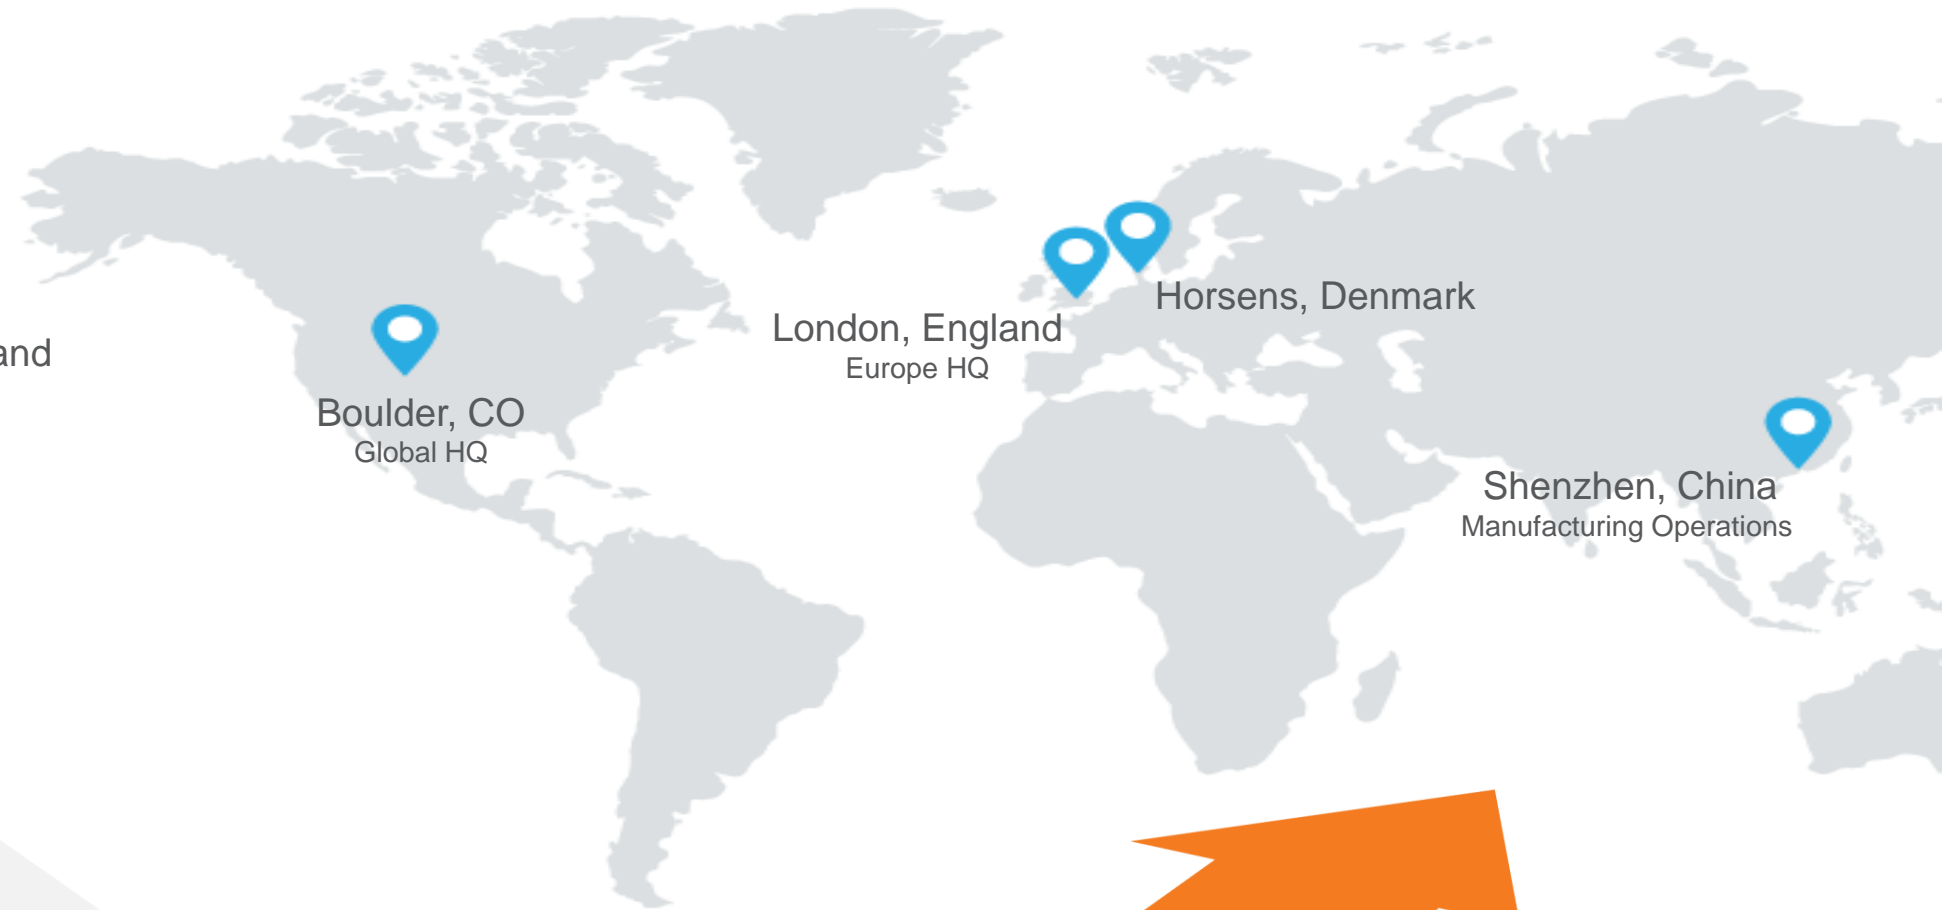 Horsens, Denmark
London, England
Europe HQ
and
Boulder, CO
Global HQ
Shenzhen, China
Manufacturing Operations